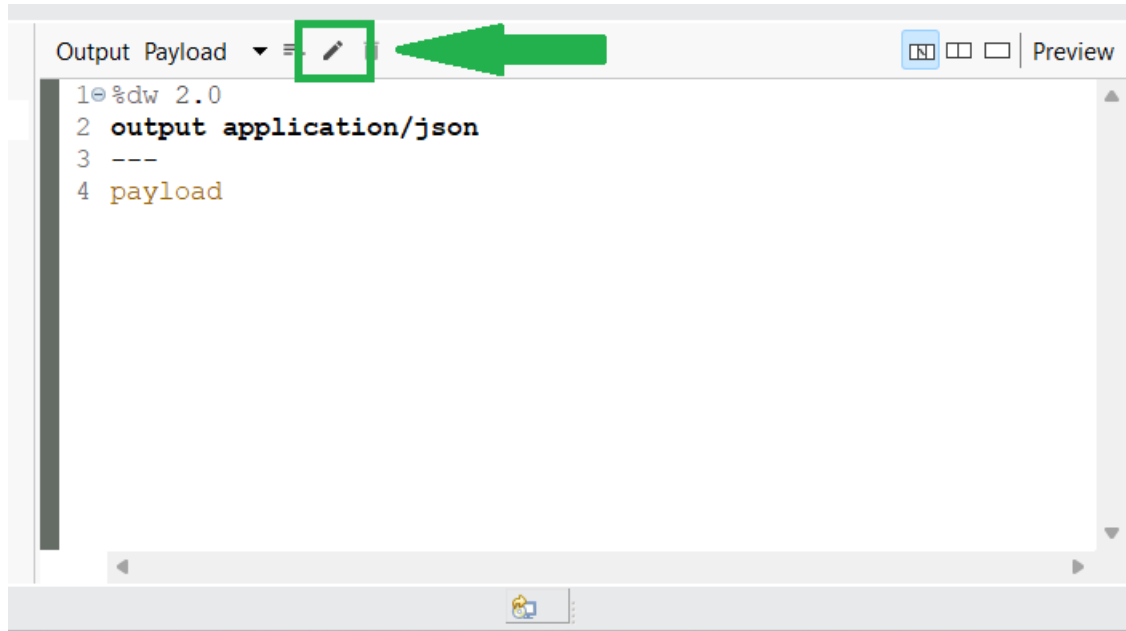 Output Payload
Preview
1 %dw 2.0
2 output application/json
3 ---
4 payload